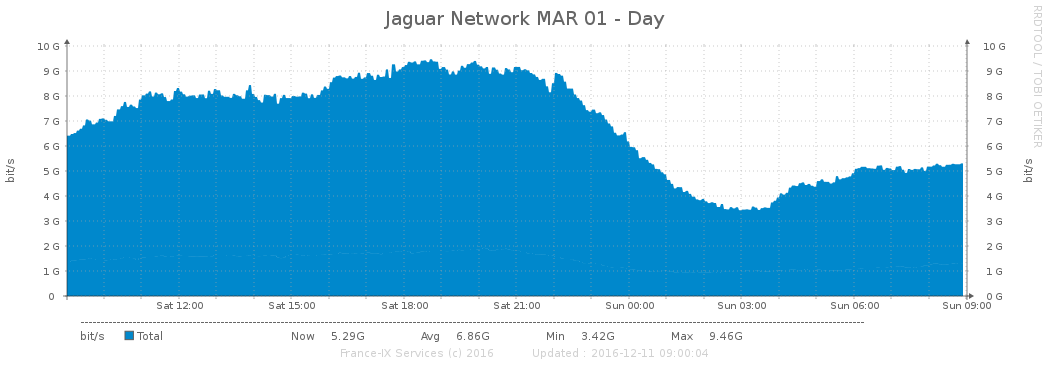 Jaguar Network MAR 01 - Day
RRDTOOL / TOBI OETIKER
bit/s
10 G
9 G
8 G
7 G
6 G
5 G
4 G
3 G
2 G
1 G
0
10 G
9 G
8 G
7 G
6 G
5 G
4 G
3 G
2 G
1 G
0 G
bit/s
Sat 12:00 Sat 15:00 Sat 18:00 Sat 21:00 Sun 00:00 Sun 03:00 Sun 06:00 Sun 09:00
bit/s Total Now 5.29G Avg 6.86G Min 3.42G Max 9.46G
France-IX Services (c) 2016 Updated : 2016-12-11 09:00:04